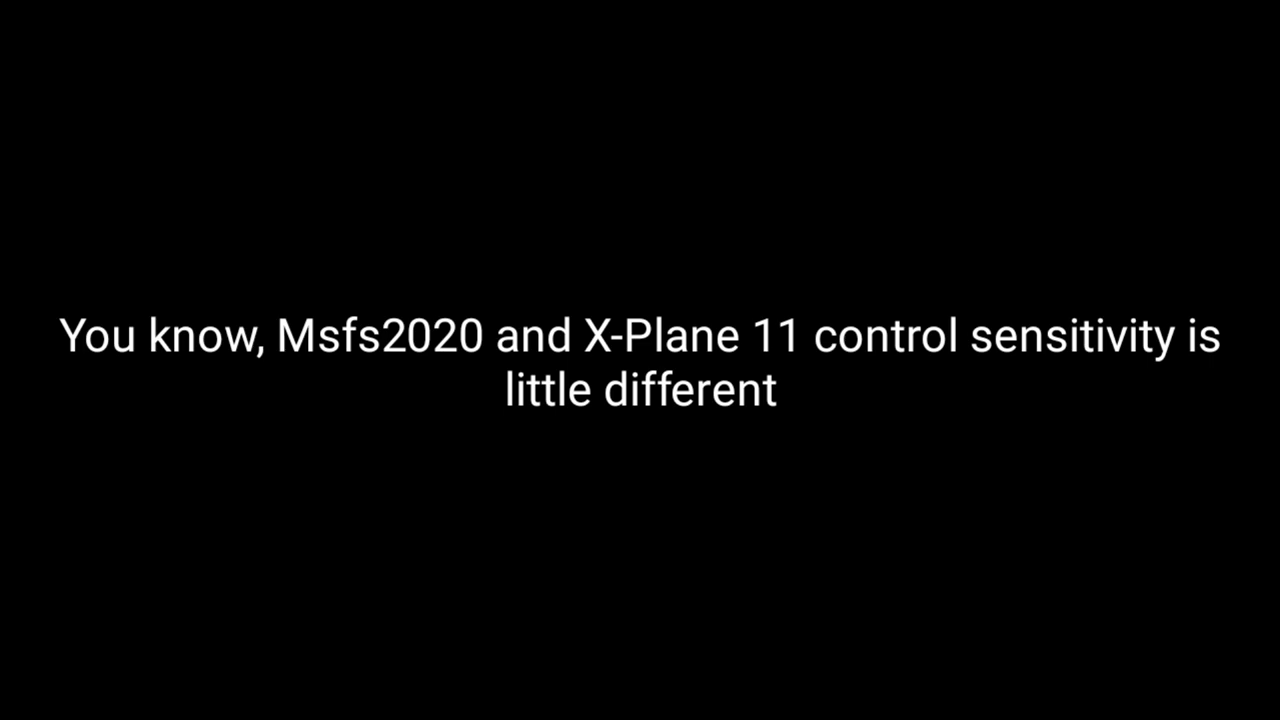 You know, Msfs2020 and X-Plane 11 control sensitivity is
little different